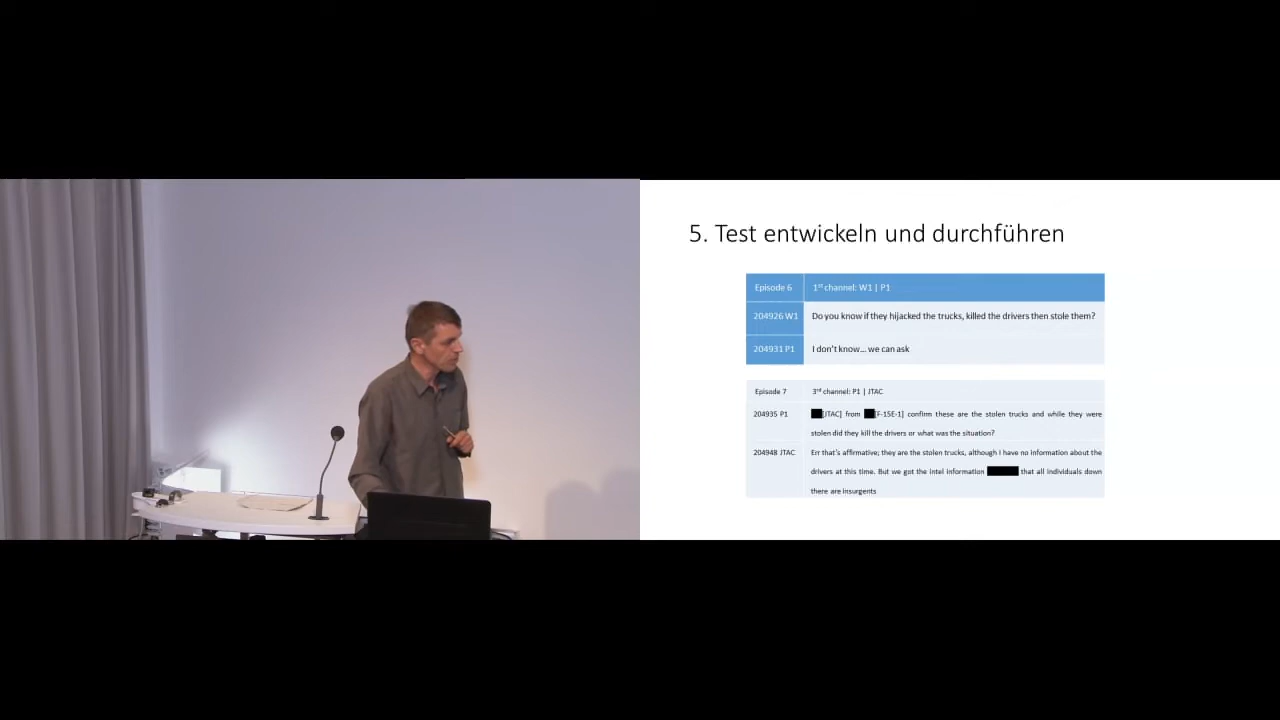 5. Test entwickeln und durchführen
Episode 6 1st channel: W1 | P1
204926 W1 Do you know if they hijacked the trucks, killed the drivers then stole them?
204931 P1 I don't know... we can ask
Episode 7 3rd channel: P1 | JTAC
204935 P1 [JTAC] from [F-15E-1] confirm these are the stolen trucks and while they were
stolen did they kill the drivers or what was the situation?
204948 JTAC Err that's affirmative; they are the stolen trucks, although I have no information about the
drivers at this time. But we got the intel information that all individuals down
there are insurgents